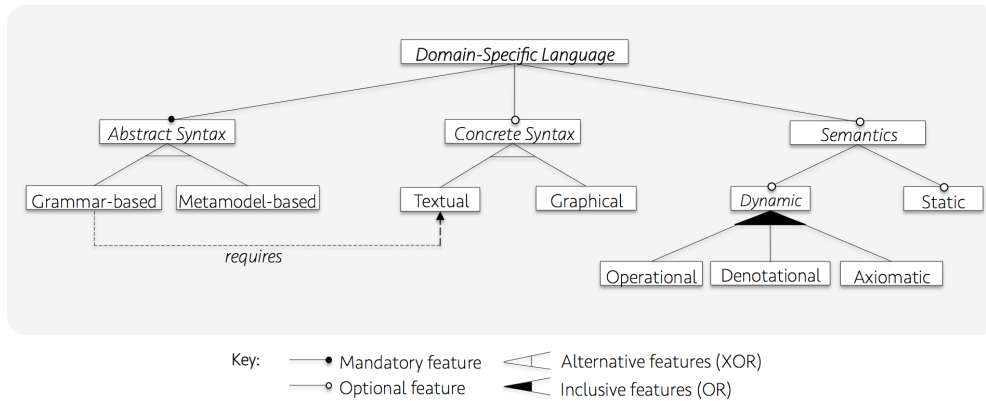 Domain-Specific Language
Abstract Syntax
Concrete Syntax
Semantics
Grammar-based
Metamodel-based
Textual
Graphical
Dynamic
Static
requires
Operational
Denotational
Axiomatic
Key:
Mandatory feature
Alternative features (XOR)
Optional feature
Inclusive features (OR)